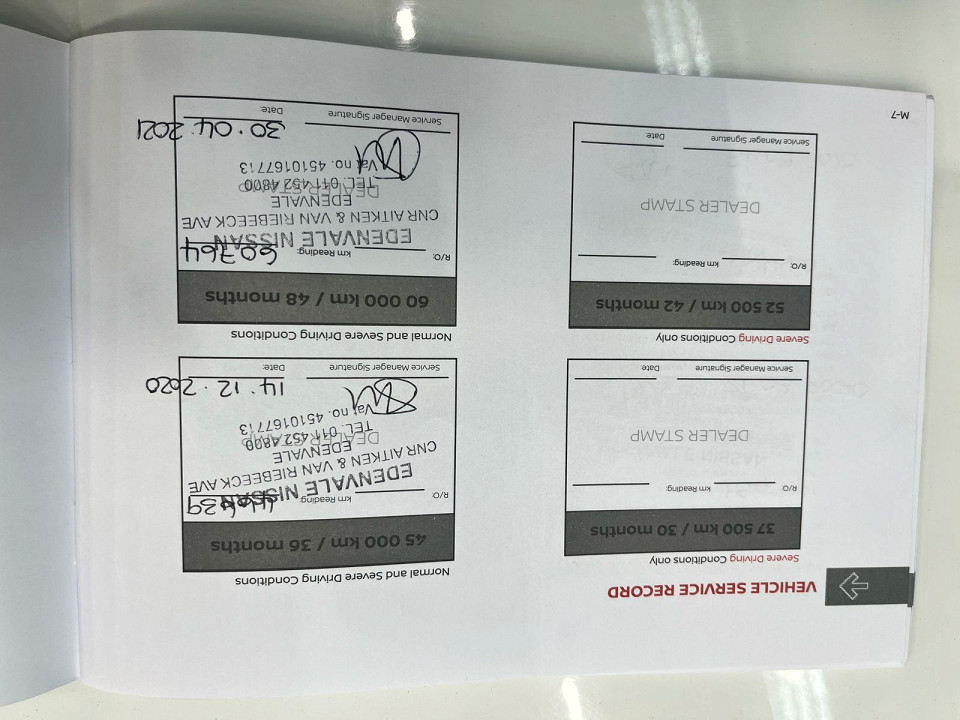 VEHICLE SERVICE RECORD
Severe Driving Conditions only
37 500 km / 30 months
R/O:
km Reading:
DEALER STAMP
Service Manager Signature
Date
Normal and Severe Driving Conditions
45 000 km / 36 months
R/O:
km Reading:
EDENVALE NISSAN
CNR AITKEN & VAN RIEBEECK AVE
EDENVALE
DEALER STAMP
TEL. 011 452 4800
Vat no. 4510167713
14.12.2020
Service Manager Signature
Date:
Severe Driving Conditions only
52 500 km / 42 months
R/O:
km Reading:
DEALER STAMP
Service Manager Signature
Date
Normal and Severe Driving Conditions
60 000 km / 48 months
R/O:
km Reading: 60764
EDENVALE NISSAN
CNR AITKEN & VAN RIEBEECK AVE
EDENVALE
DEALER STAMP
TEL. 011 452 4800
Vat no. 4510167713
30.04.2021
Service Manager Signature
Date:
M-7